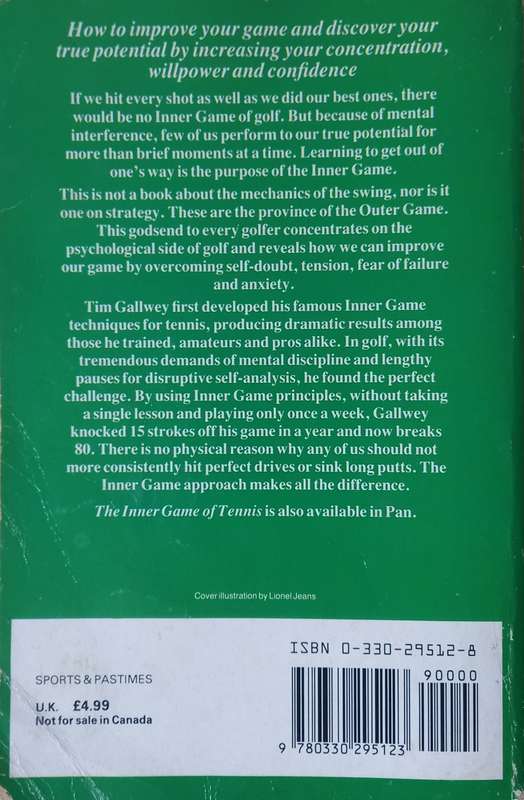 How to improve your game and discover your
true potential by increasing your concentration,
willpower and confidence
If we hit every shot as well as we did our best ones, there
would be no Inner Game of golf. But because of mental
interference, few of us perform to our true potential for
more than brief moments at a time. Learning to get out of
one's way is the purpose of the Inner Game.
This is not a book about the mechanics of the swing, nor is it
one on strategy. These are the province of the Outer Game.
This godsend to every golfer concentrates on the
psychological side of golf and reveals how we can improve
our game by overcoming self-doubt, tension, fear of failure
and anxiety.
Tim Gallwey first developed his famous Inner Game
techniques for tennis, producing dramatic results among
those he trained, amateurs and pros alike. In golf, with its
tremendous demands of mental discipline and lengthy
pauses for disruptive self-analysis, he found the perfect
challenge. By using Inner Game principles, without taking
a single lesson and playing only once a week, Gallwey
knocked 15 strokes off his game in a year and now breaks
80. There is no physical reason why any of us should not
more consistently hit perfect drives or sink long putts. The
Inner Game approach makes all the difference.
The Inner Game of Tennis is also available in Pan.
Cover illustration by Lionel Jeans
ISBN 0-330-29512-8
SPORTS & PASTIMES
90000
U.K. £4.99
Not for sale in Canada
9 780330 295123